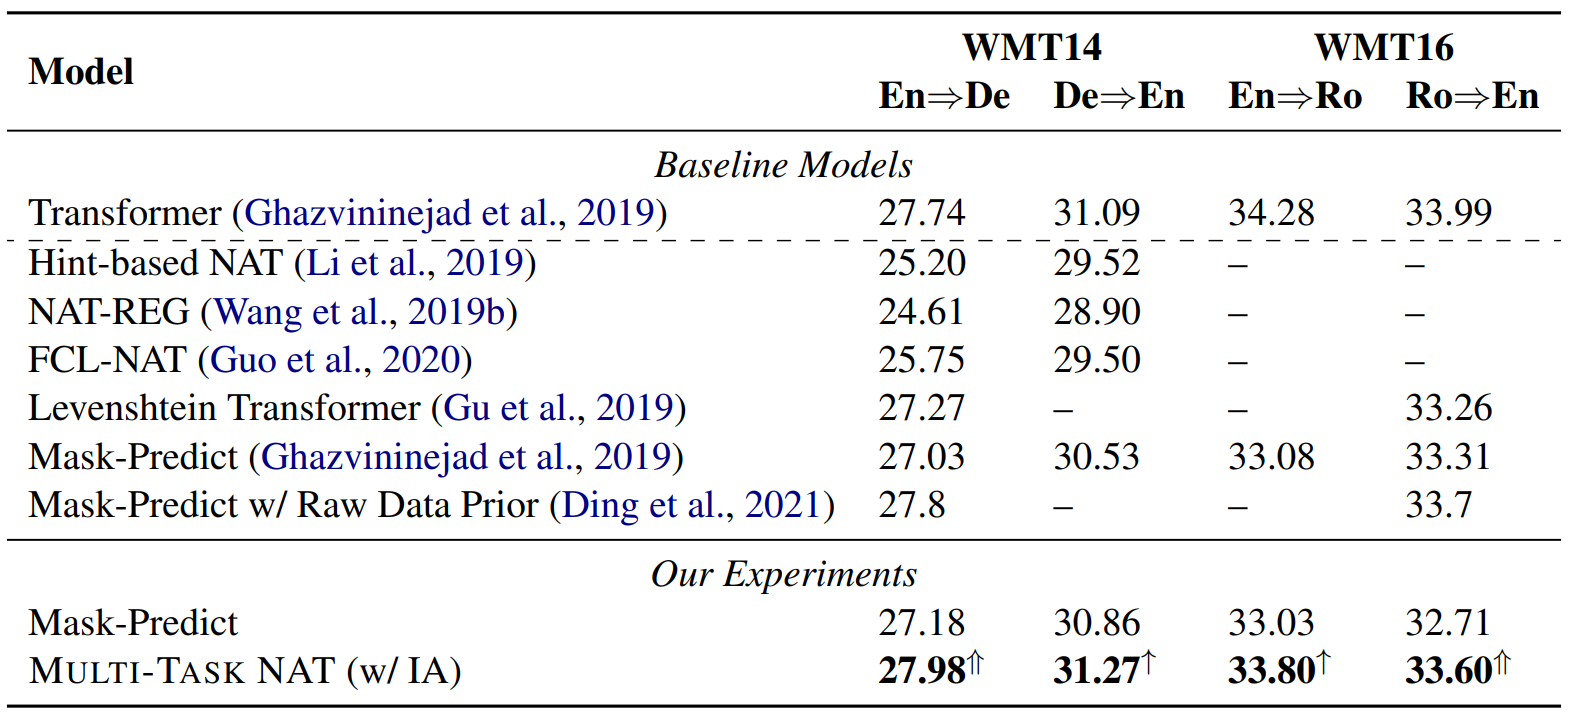 Model WMT14 WMT16
En⇒De De⇒En En⇒Ro Ro⇒En
Baseline Models
Transformer (Ghazvininejad et al., 2019) 27.74 31.09 34.28 33.99
Hint-based NAT (Li et al., 2019) 25.20 29.52 – –
NAT-REG (Wang et al., 2019b) 24.61 28.90 – –
FCL-NAT (Guo et al., 2020) 25.75 29.50 – –
Levenshtein Transformer (Gu et al., 2019) 27.27 – – 33.26
Mask-Predict (Ghazvininejad et al., 2019) 27.03 30.53 33.08 33.31
Mask-Predict w/ Raw Data Prior (Ding et al., 2021) 27.8 – – 33.7
Our Experiments
Mask-Predict 27.18 30.86 33.03 32.71
MULTI-TASK NAT (w/ IA) 27.98⇑ 31.27↑ 33.80↑ 33.60⇑